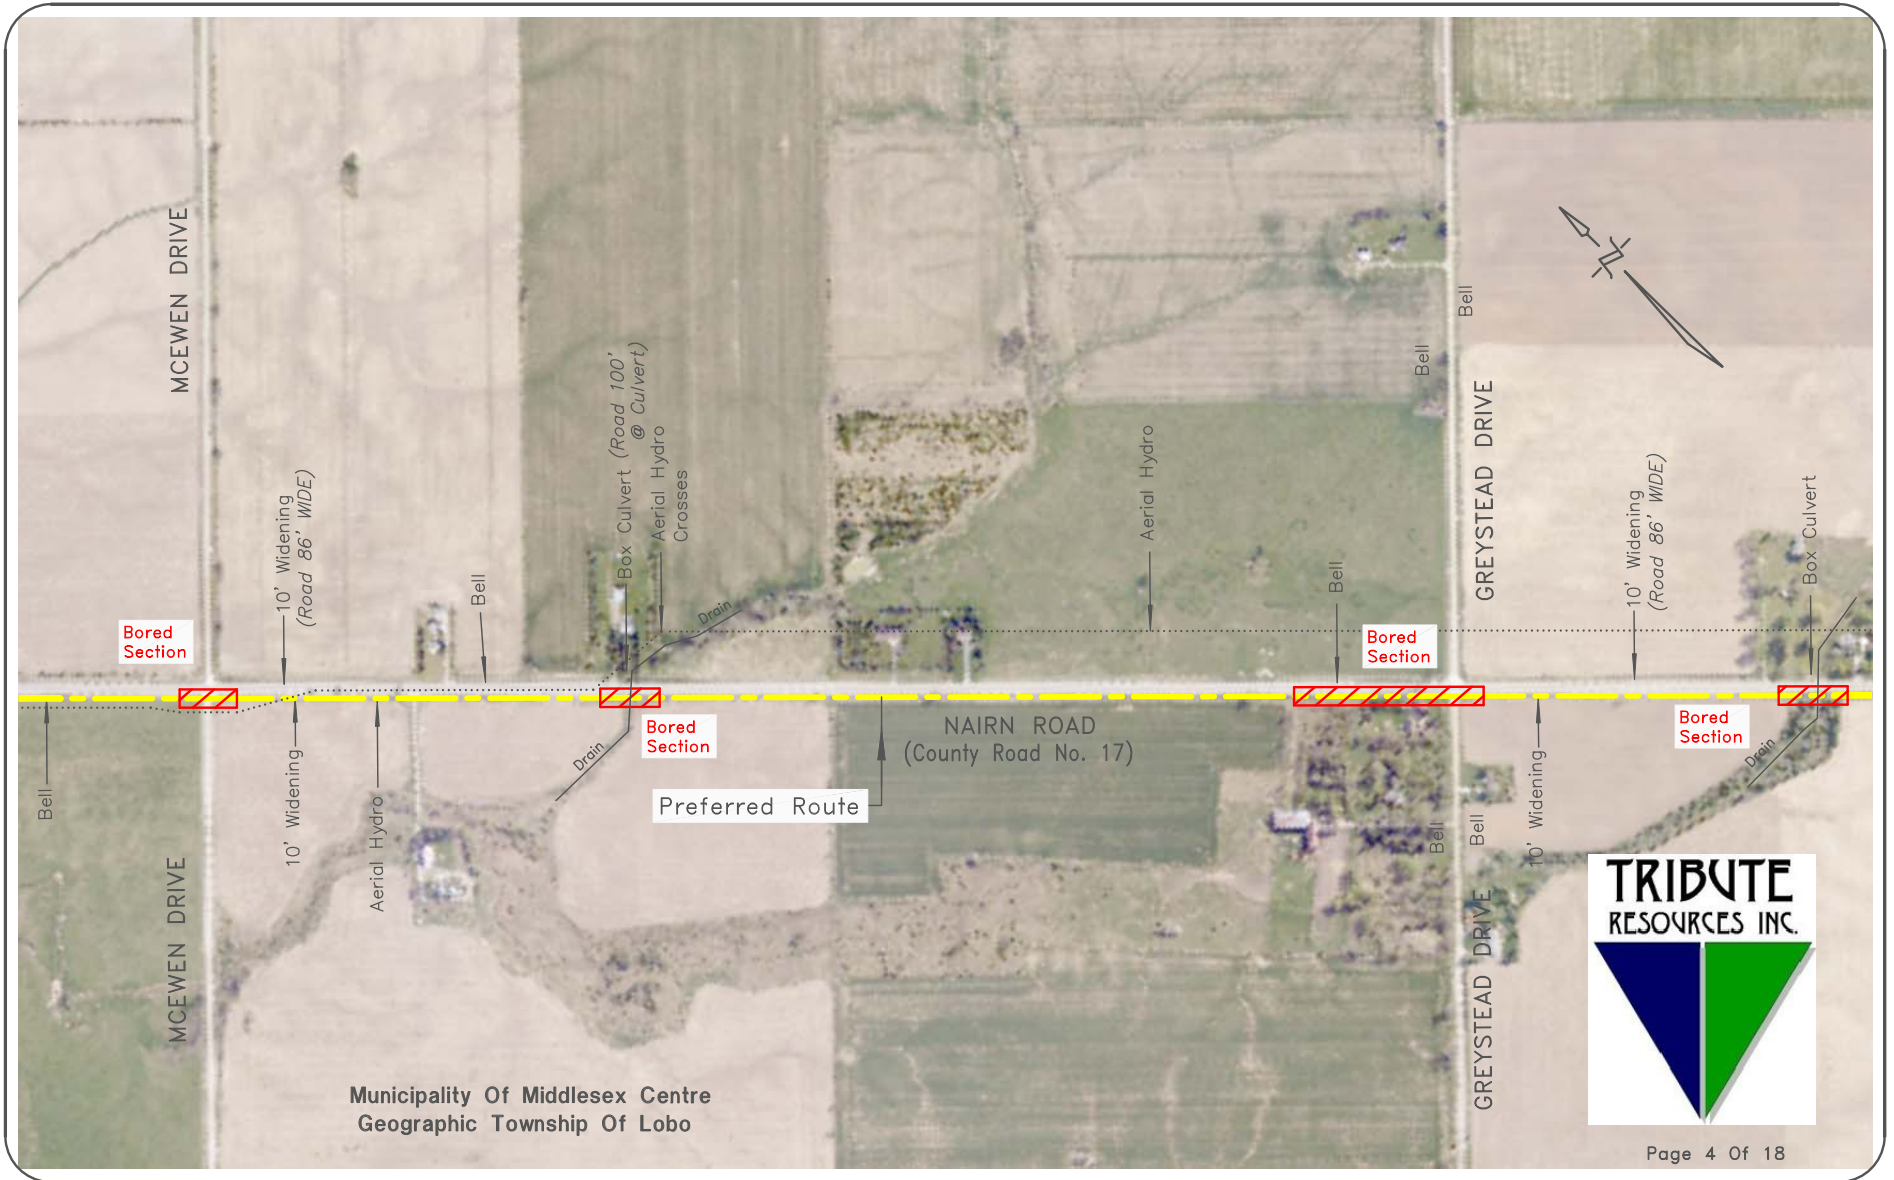 MCEWEN DRIVE
10' Widening
(Road 86' WIDE)
Bell
Box Culvert (Road 100'
@ Culvert)
Aerial Hydro
Crosses
Drain
Aerial Hydro
Bell
Bell
Bell
GREYSTEAD DRIVE
10' Widening
(Road 86' WIDE)
Box Culvert
Bored
Section
Bored
Section
Bored
Section
Bored
Section
Bell
10' Widening
Aerial Hydro
Drain
NAIRN ROAD
(County Road No. 17)
Preferred Route
Bell
Bell
10' Widening
Drain
MCEWEN DRIVE
GREYSTEAD DRIVE
TRIBUTE
RESOURCES INC.
Municipality Of Middlesex Centre
Geographic Township Of Lobo
Page 4 Of 18